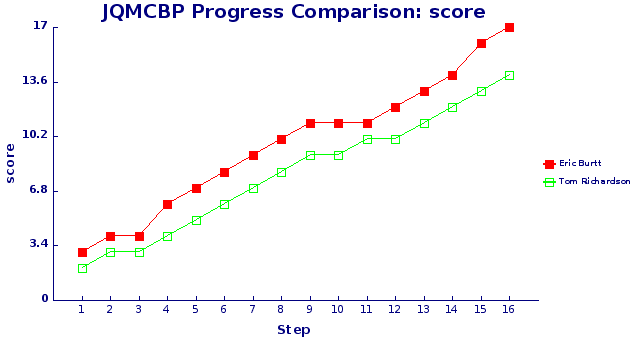 JQMCBP Progress Comparison: score
17
13.6
10.2
6.8
3.4
0
score
1 2 3 4 5 6 7 8 9 10 11 12 13 14 15 16
Step
Eric Burtt
Tom Richardson